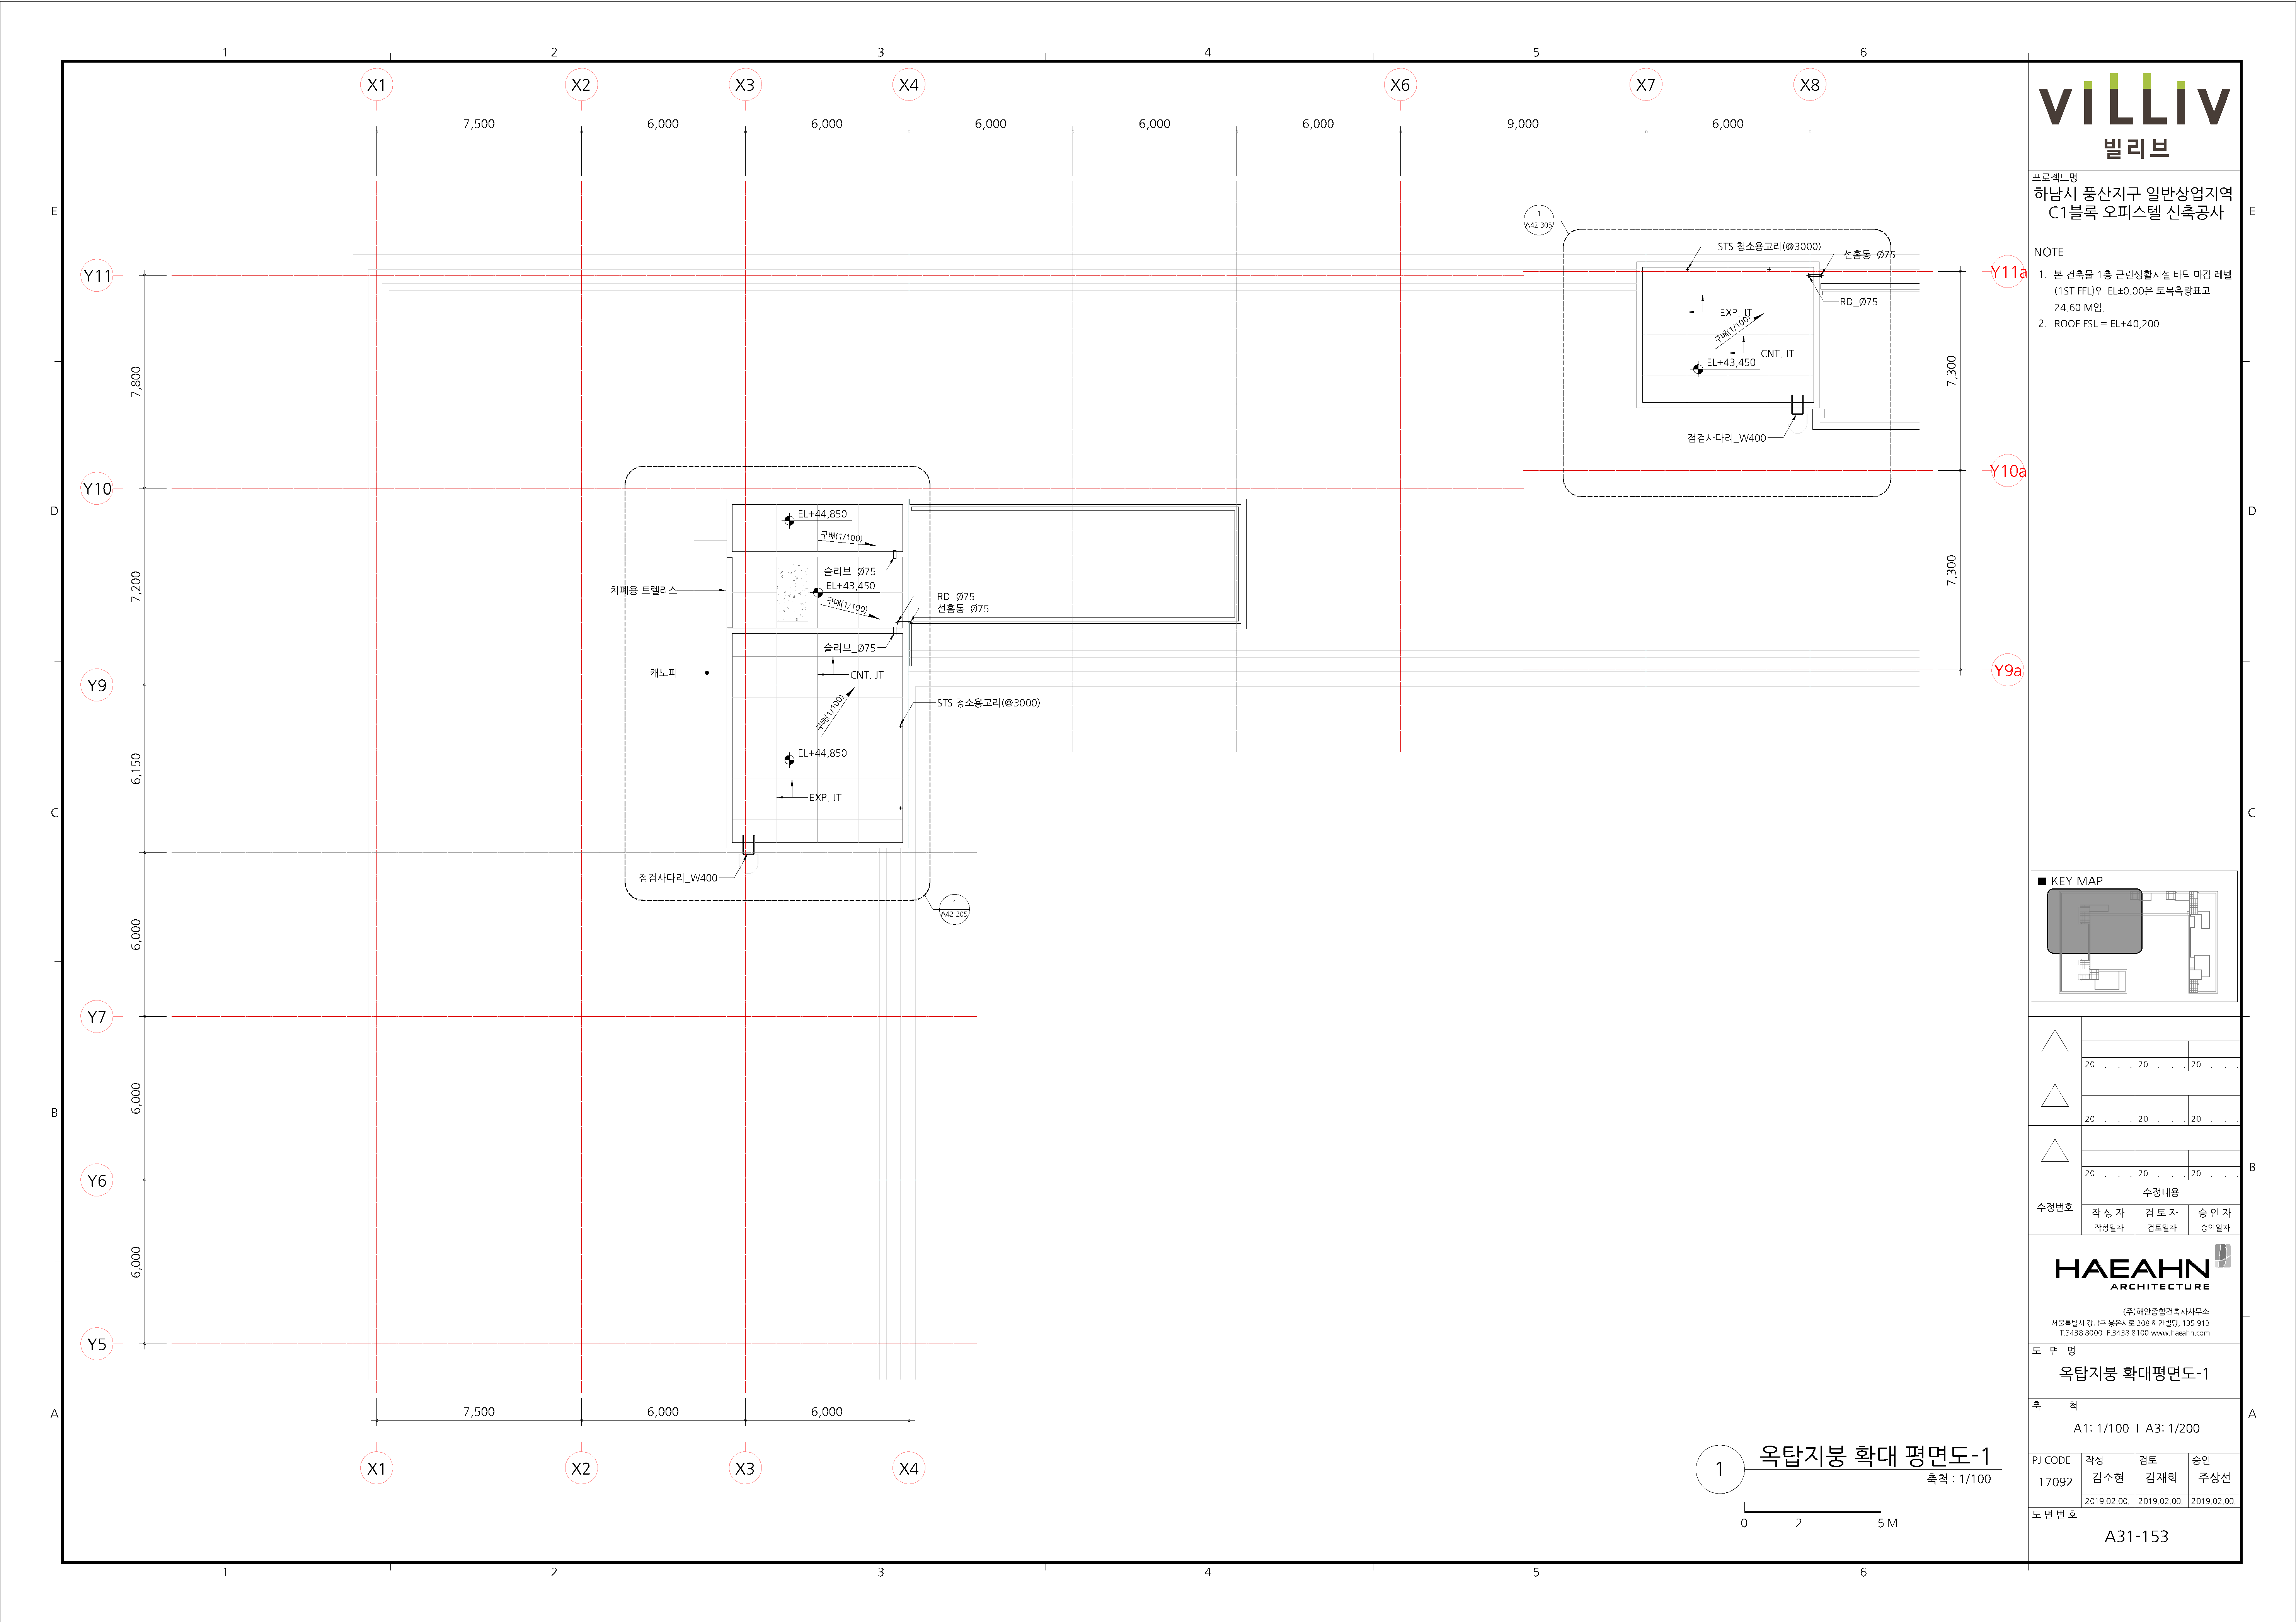 1 2 3 4 5 6
X1 X2 X3 X4 X6 X7 X8
7,500 6,000 6,000 6,000 6,000 6,000 9,000 6,000
E
D
C
B
A
Y11
7,800
Y10
7,200
Y9
6,150
6,000
Y7
6,000
Y6
6,000
Y5
1
A42-305
STS 청소용고리(@3000)
선홈통_Ø75
RD_Ø75
EXP. JT
구배(1/100)
CNT. JT
EL+43,450
점검사다리_W400
Y11a
7,300
Y10a
7,300
Y9a
EL+44,850
구배(1/100)
슬리브_Ø75
EL+43,450
차폐용 트렐리스
구배(1/100)
RD_Ø75
선홈통_Ø75
슬리브_Ø75
캐노피
CNT. JT
STS 청소용고리(@3000)
구배(1/100)
EL+44,850
EXP. JT
점검사다리_W400
1
A42-205
7,500 6,000 6,000
X1 X2 X3 X4
1
옥탑지붕 확대 평면도-1
축척 : 1/100
0 2 5 M
1 2 3 4 5 6
E
D
C
B
A
VILLIV
빌리브
프로젝트명
하남시 풍산지구 일반상업지역
C1블록 오피스텔 신축공사
NOTE
1. 본 건축물 1층 근린생활시설 바닥 마감 레벨
(1ST FFL)인 EL±0.00은 토목측량표고
24.60 M임.
2. ROOF FSL = EL+40,200
■ KEY MAP
20 . . . 20 . . . 20 . . .
20 . . . 20 . . . 20 . . .
20 . . . 20 . . . 20 . . .
수정번호
수정내용
작 성 자 검 토 자 승 인 자
작성일자 검토일자 승인일자
HAEAHN
ARCHITECTURE
(주)해안종합건축사사무소
서울특별시 강남구 봉은사로 208 해안빌딩, 135-913
T.3438 8000 F.3438 8100 www.haeahn.com
도 면 명
옥탑지붕 확대평면도-1
축 척
A1: 1/100 I A3: 1/200
PJ CODE 작성 검토 승인
17092 김소현 김재희 주상선
2019.02.00. 2019.02.00. 2019.02.00.
도 면 번 호
A31-153